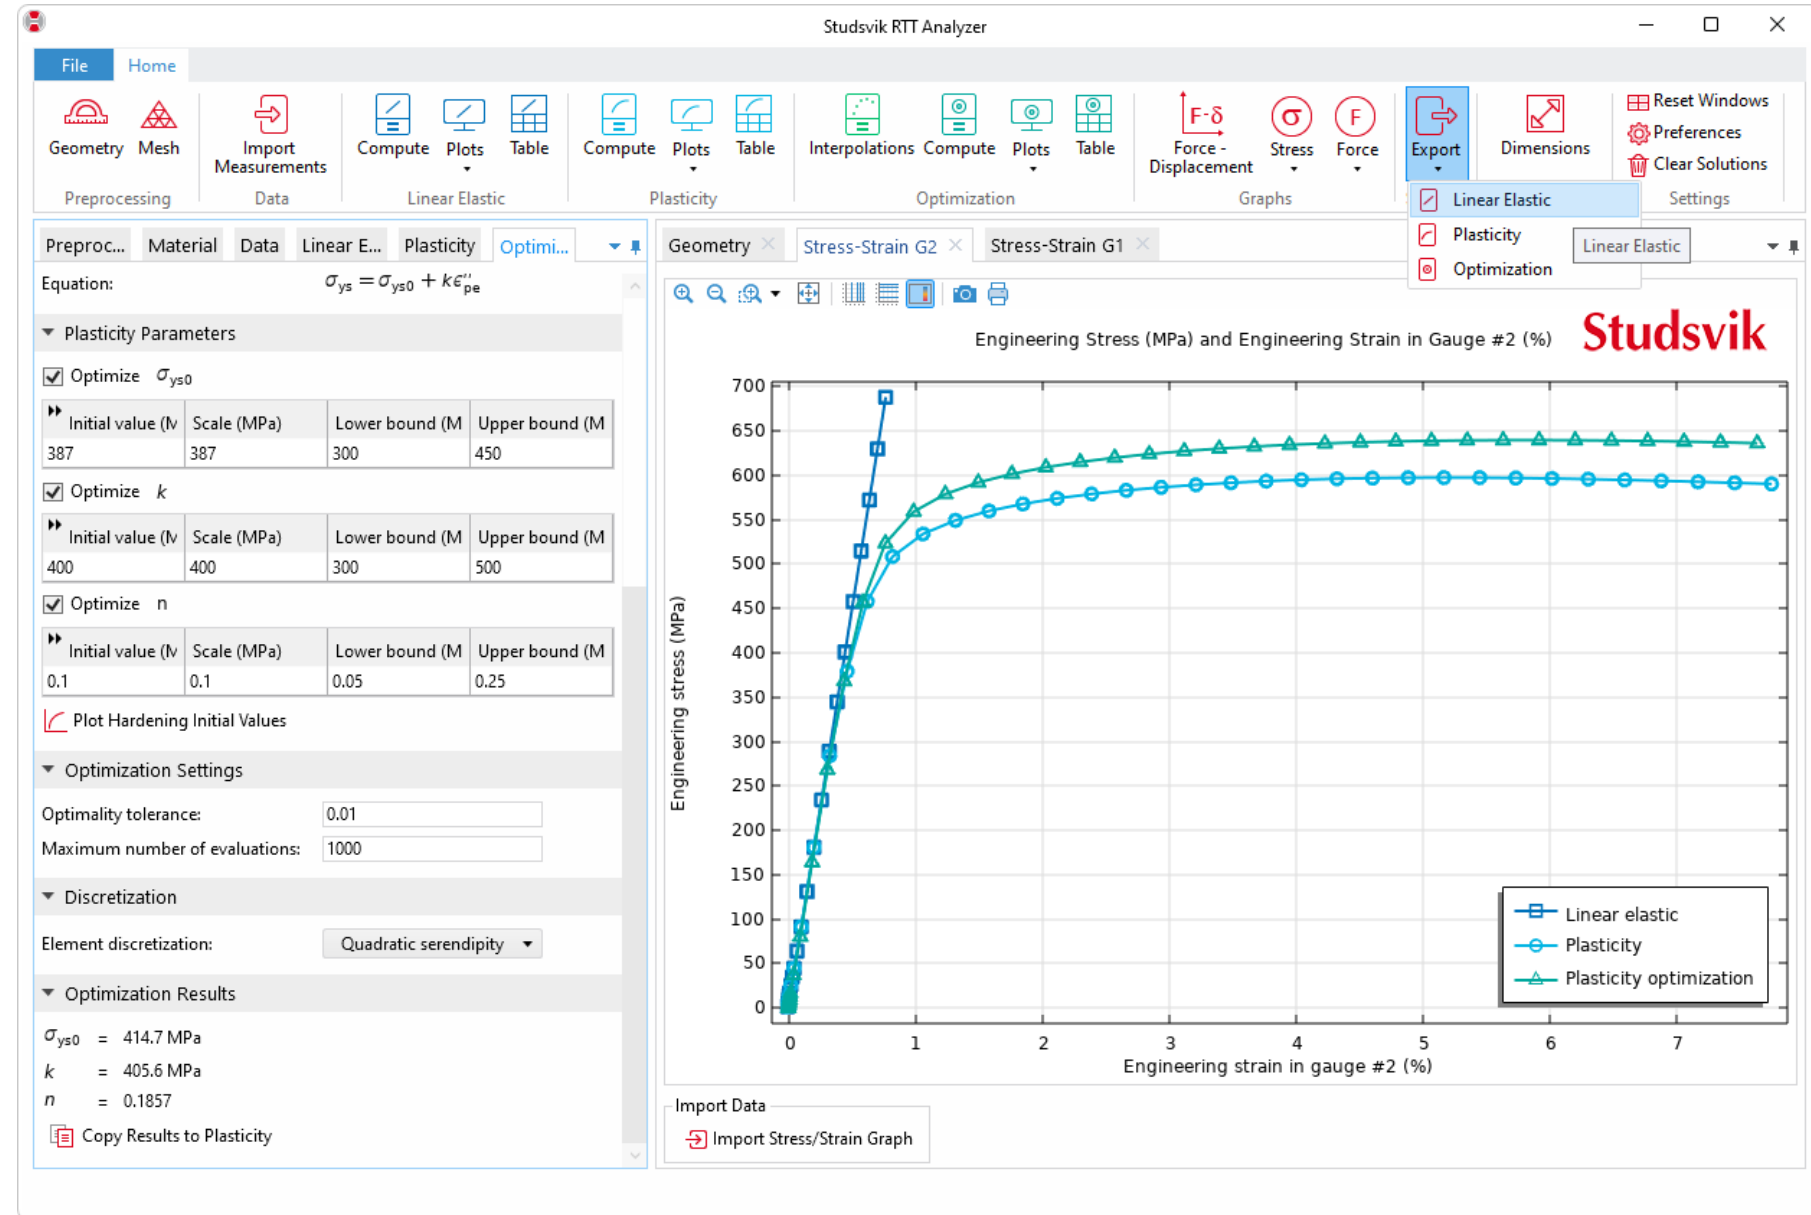 Studsvik RTT Analyzer
File Home
Geometry Mesh Import Measurements Compute Plots Table Compute Plots Table Interpolations Compute Plots Table F-δ Force - Displacement σ Stress F Force Export Dimensions Reset Windows
Preferences
Clear Solutions
Preprocessing Data Linear Elastic Plasticity Optimization Graphs Settings
Linear Elastic
Plasticity
Optimization
Linear Elastic
Preproc... Material Data Linear E... Plasticity Optimi...
Equation: σys = σys0 + kϵⁿpe
Plasticity Parameters
Optimize σys0
Initial value (M Scale (MPa) Lower bound (M Upper bound (M
387 387 300 450
Optimize k
Initial value (M Scale (MPa) Lower bound (M Upper bound (M
400 400 300 500
Optimize n
Initial value (M Scale (MPa) Lower bound (M Upper bound (M
0.1 0.1 0.05 0.25
Plot Hardening Initial Values
Optimization Settings
Optimality tolerance: 0.01
Maximum number of evaluations: 1000
Discretization
Element discretization: Quadratic serendipity
Optimization Results
σys0 = 414.7 MPa
k = 405.6 MPa
n = 0.1857
Copy Results to Plasticity
Geometry Stress-Strain G2 Stress-Strain G1
Engineering Stress (MPa) and Engineering Strain in Gauge #2 (%)
Studsvik
700
650
600
550
500
450
400
350
300
250
200
150
100
50
0
Engineering stress (MPa)
0 1 2 3 4 5 6 7
Engineering strain in gauge #2 (%)
Linear elastic
Plasticity
Plasticity optimization
Import Data
Import Stress/Strain Graph